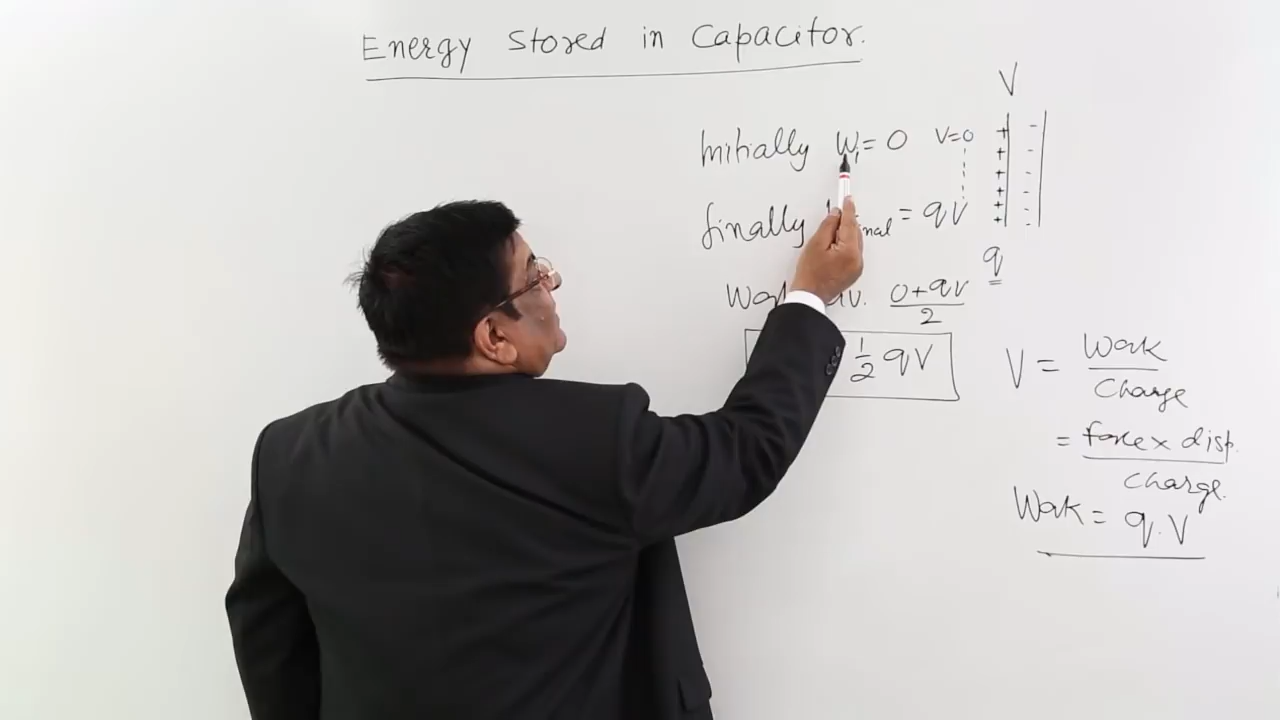 Energy Stored in Capacitor.
V
Initially Wi = 0 V=0
finally = qV
q
0+qV
2
1/2 qV
V = Work
Charge
= force x disp.
Charge.
Work = q.V